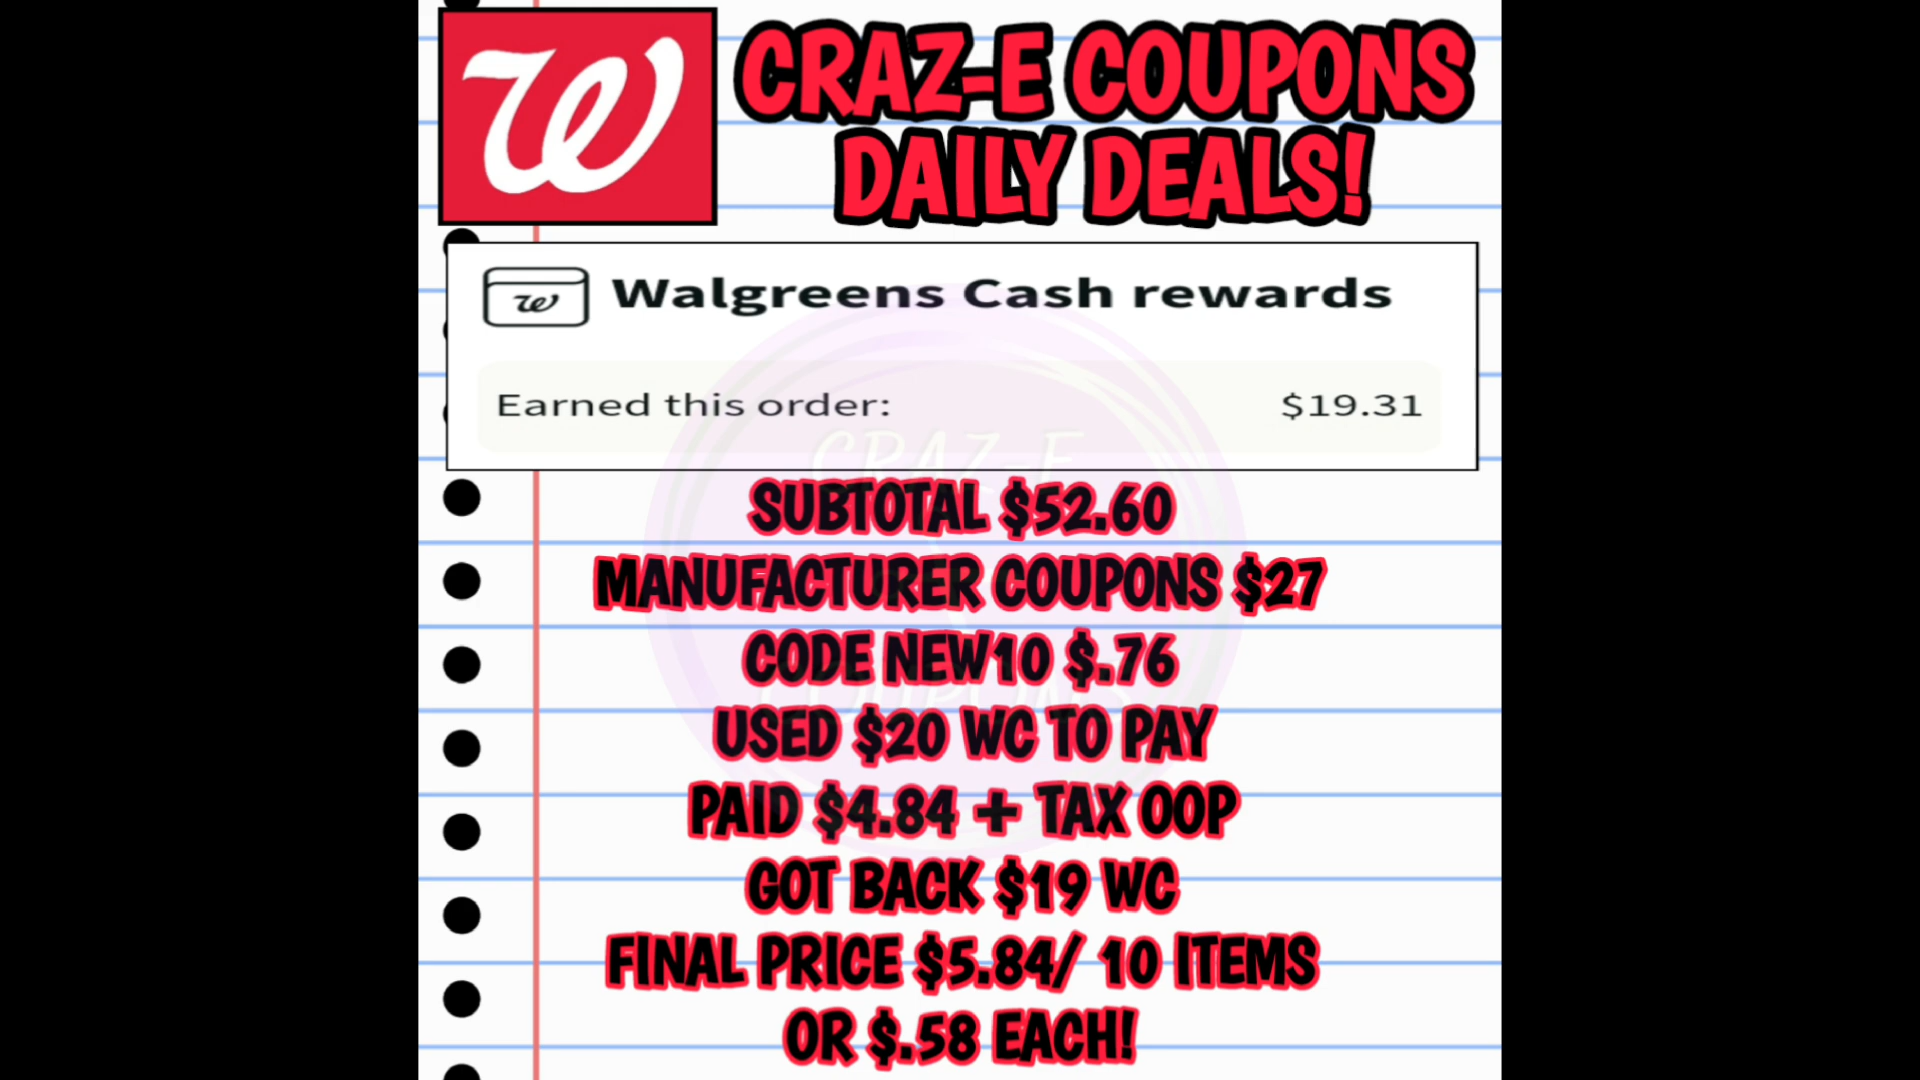 W
CRAZ-E COUPONS
DAILY DEALS!
W Walgreens Cash rewards
Earned this order: $19.31
CRAZ-E
COUPONS
SUBTOTAL $52.60
MANUFACTURER COUPONS $27
CODE NEW10 $.76
USED $20 WC TO PAY
PAID $4.84 + TAX OOP
GOT BACK $19 WC
FINAL PRICE $5.84/ 10 ITEMS
OR $.58 EACH!